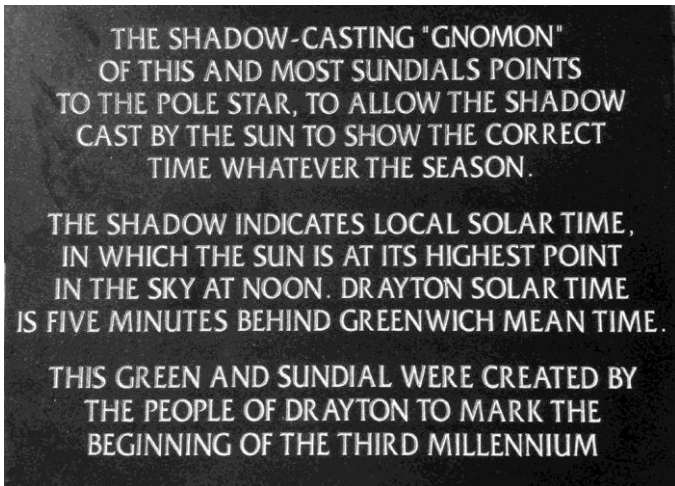 THE SHADOW-CASTING "GNOMON"
OF THIS AND MOST SUNDIALS POINTS
TO THE POLE STAR, TO ALLOW THE SHADOW
CAST BY THE SUN TO SHOW THE CORRECT
TIME WHATEVER THE SEASON.
THE SHADOW INDICATES LOCAL SOLAR TIME,
IN WHICH THE SUN IS AT ITS HIGHEST POINT
IN THE SKY AT NOON. DRAYTON SOLAR TIME
IS FIVE MINUTES BEHIND GREENWICH MEAN TIME.
THIS GREEN AND SUNDIAL WERE CREATED BY
THE PEOPLE OF DRAYTON TO MARK THE
BEGINNING OF THE THIRD MILLENNIUM